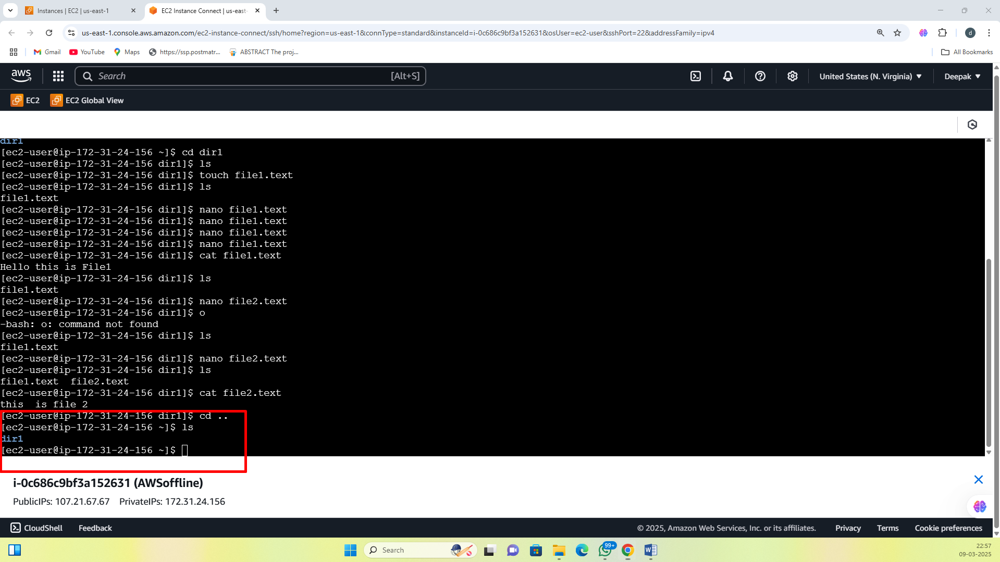 Instances | EC2 | us-east-1
EC2 Instance Connect | us-east-
us-east-1.console.aws.amazon.com/ec2-instance-connect/ssh/home?region=us-east-1&connType=standard&instanceId=i-0c686c9bf3a152631&osUser=ec2-user&sshPort=22&addressFamily=ipv4
d
Gmail
YouTube
Maps
https://ssp.postmatr...
ABSTRACT The proj...
All Bookmarks
aws
Search
[Alt+S]
United States (N. Virginia)
Deepak
EC2
EC2 Global View
dir1
[ec2-user@ip-172-31-24-156 ~]$ cd dir1
[ec2-user@ip-172-31-24-156 dir1]$ ls
[ec2-user@ip-172-31-24-156 dir1]$ touch file1.text
[ec2-user@ip-172-31-24-156 dir1]$ ls
file1.text
[ec2-user@ip-172-31-24-156 dir1]$ nano file1.text
[ec2-user@ip-172-31-24-156 dir1]$ nano file1.text
[ec2-user@ip-172-31-24-156 dir1]$ nano file1.text
[ec2-user@ip-172-31-24-156 dir1]$ nano file1.text
[ec2-user@ip-172-31-24-156 dir1]$ cat file1.text
Hello this is File1
[ec2-user@ip-172-31-24-156 dir1]$ ls
file1.text
[ec2-user@ip-172-31-24-156 dir1]$ nano file2.text
[ec2-user@ip-172-31-24-156 dir1]$ o
-bash: o: command not found
[ec2-user@ip-172-31-24-156 dir1]$ ls
file1.text
[ec2-user@ip-172-31-24-156 dir1]$ nano file2.text
[ec2-user@ip-172-31-24-156 dir1]$ ls
file1.text  file2.text
[ec2-user@ip-172-31-24-156 dir1]$ cat file2.text
this  is file 2
[ec2-user@ip-172-31-24-156 dir1]$ cd ..
[ec2-user@ip-172-31-24-156 ~]$ ls
dir1
[ec2-user@ip-172-31-24-156 ~]$
i-0c686c9bf3a152631 (AWSoffline)
PublicIPs: 107.21.67.67 PrivateIPs: 172.31.24.156
CloudShell
Feedback
© 2025, Amazon Web Services, Inc. or its affiliates.
Privacy
Terms
Cookie preferences
Search
99+
22:57
09-03-2025